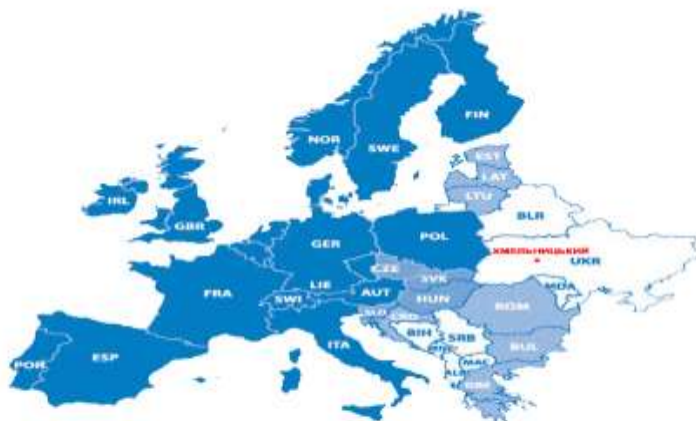 FIN
NOR
SWE
EST
LAT
LTU
IRL
GBR
BLR
GER
POL
ХМЕЛЬНИЦЬКИЙ
UKR
CZE
SVK
LIE
FRA
SWI
AUT
HUN
MDA
ROM
SLO
CRO
BIH
SRB
ITA
BUL
POR
ESP
MAC
ALB